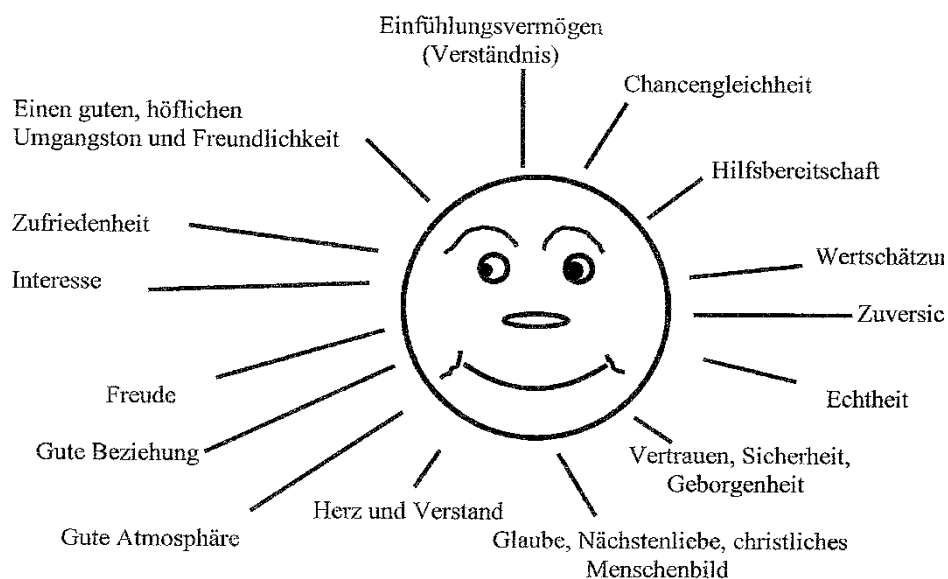 Einfühlungsvermögen
(Verständnis)
Chancengleichheit
Einen guten, höflichen
Umgangston und Freundlichkeit
Hilfsbereitschaft
Zufriedenheit
Wertschätzun
Interesse
Zuversic
Freude
Echtheit
Gute Beziehung
Vertrauen, Sicherheit,
Geborgenheit
Herz und Verstand
Gute Atmosphäre
Glaube, Nächstenliebe, christliches
Menschenbild